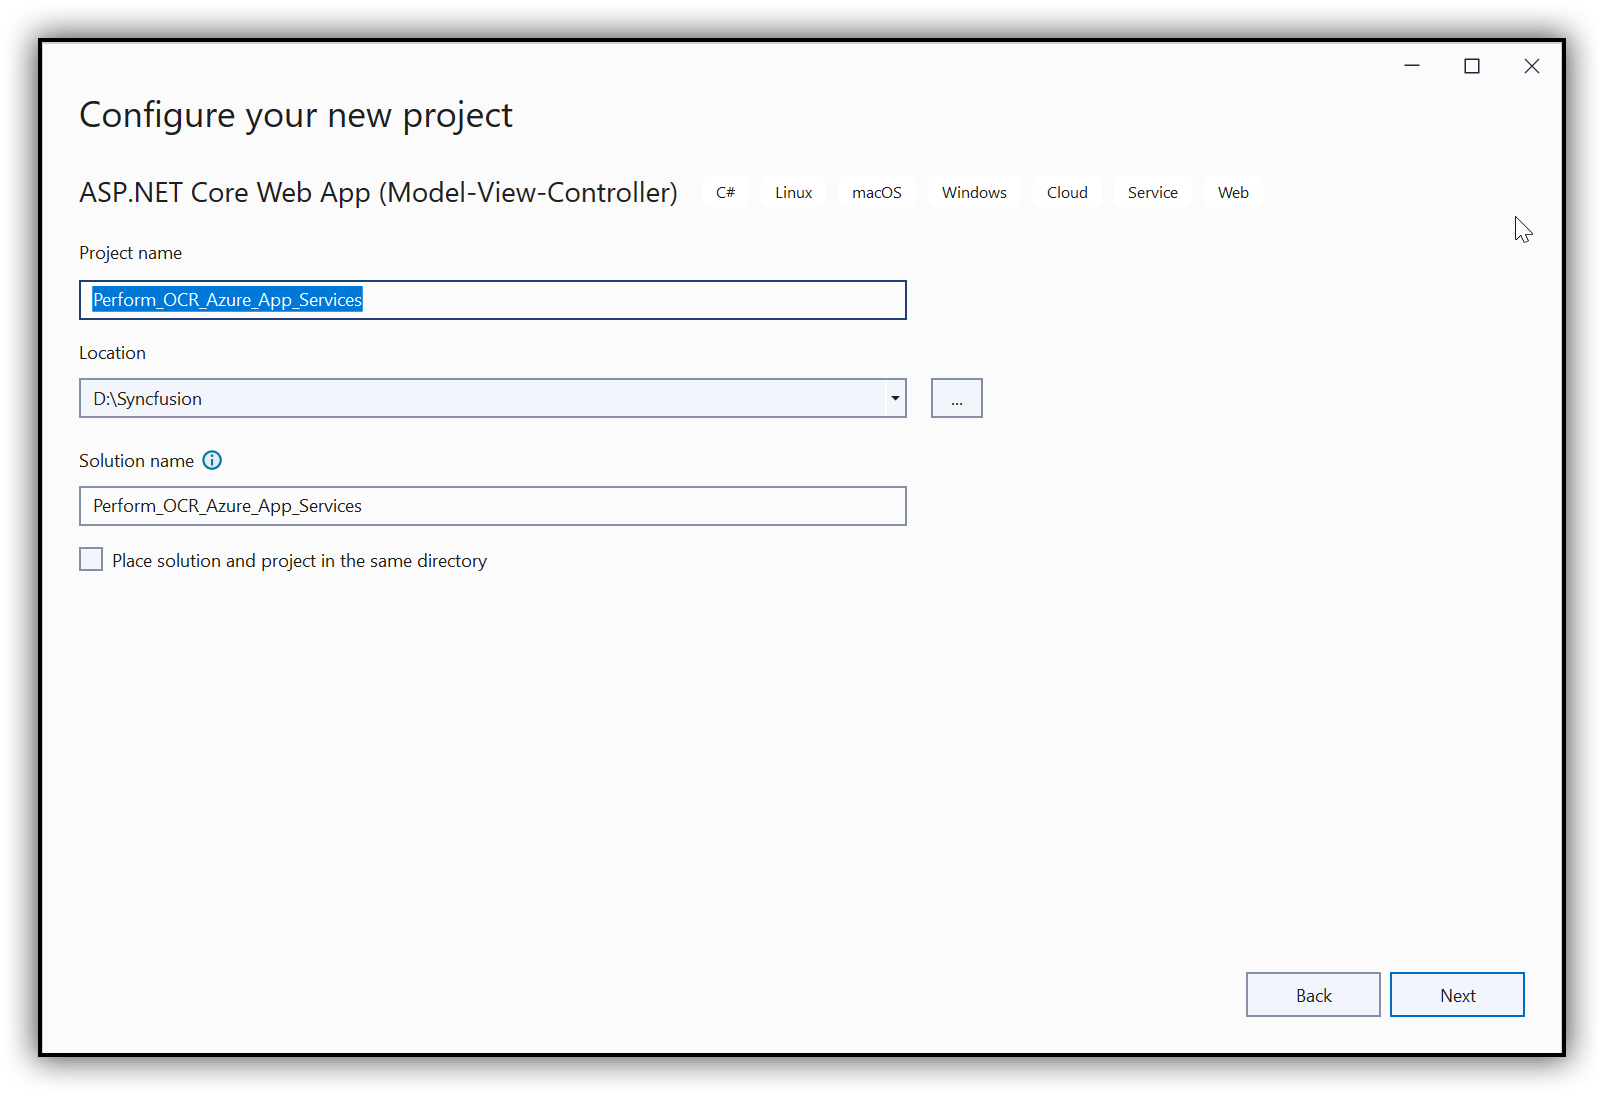 Configure your new project
ASP.NET Core Web App (Model-View-Controller) C# Linux macOS Windows Cloud Service Web
Project name
Perform_OCR_Azure_App_Services
Location
D:\Syncfusion
...
Solution name
Perform_OCR_Azure_App_Services
Place solution and project in the same directory
Back Next